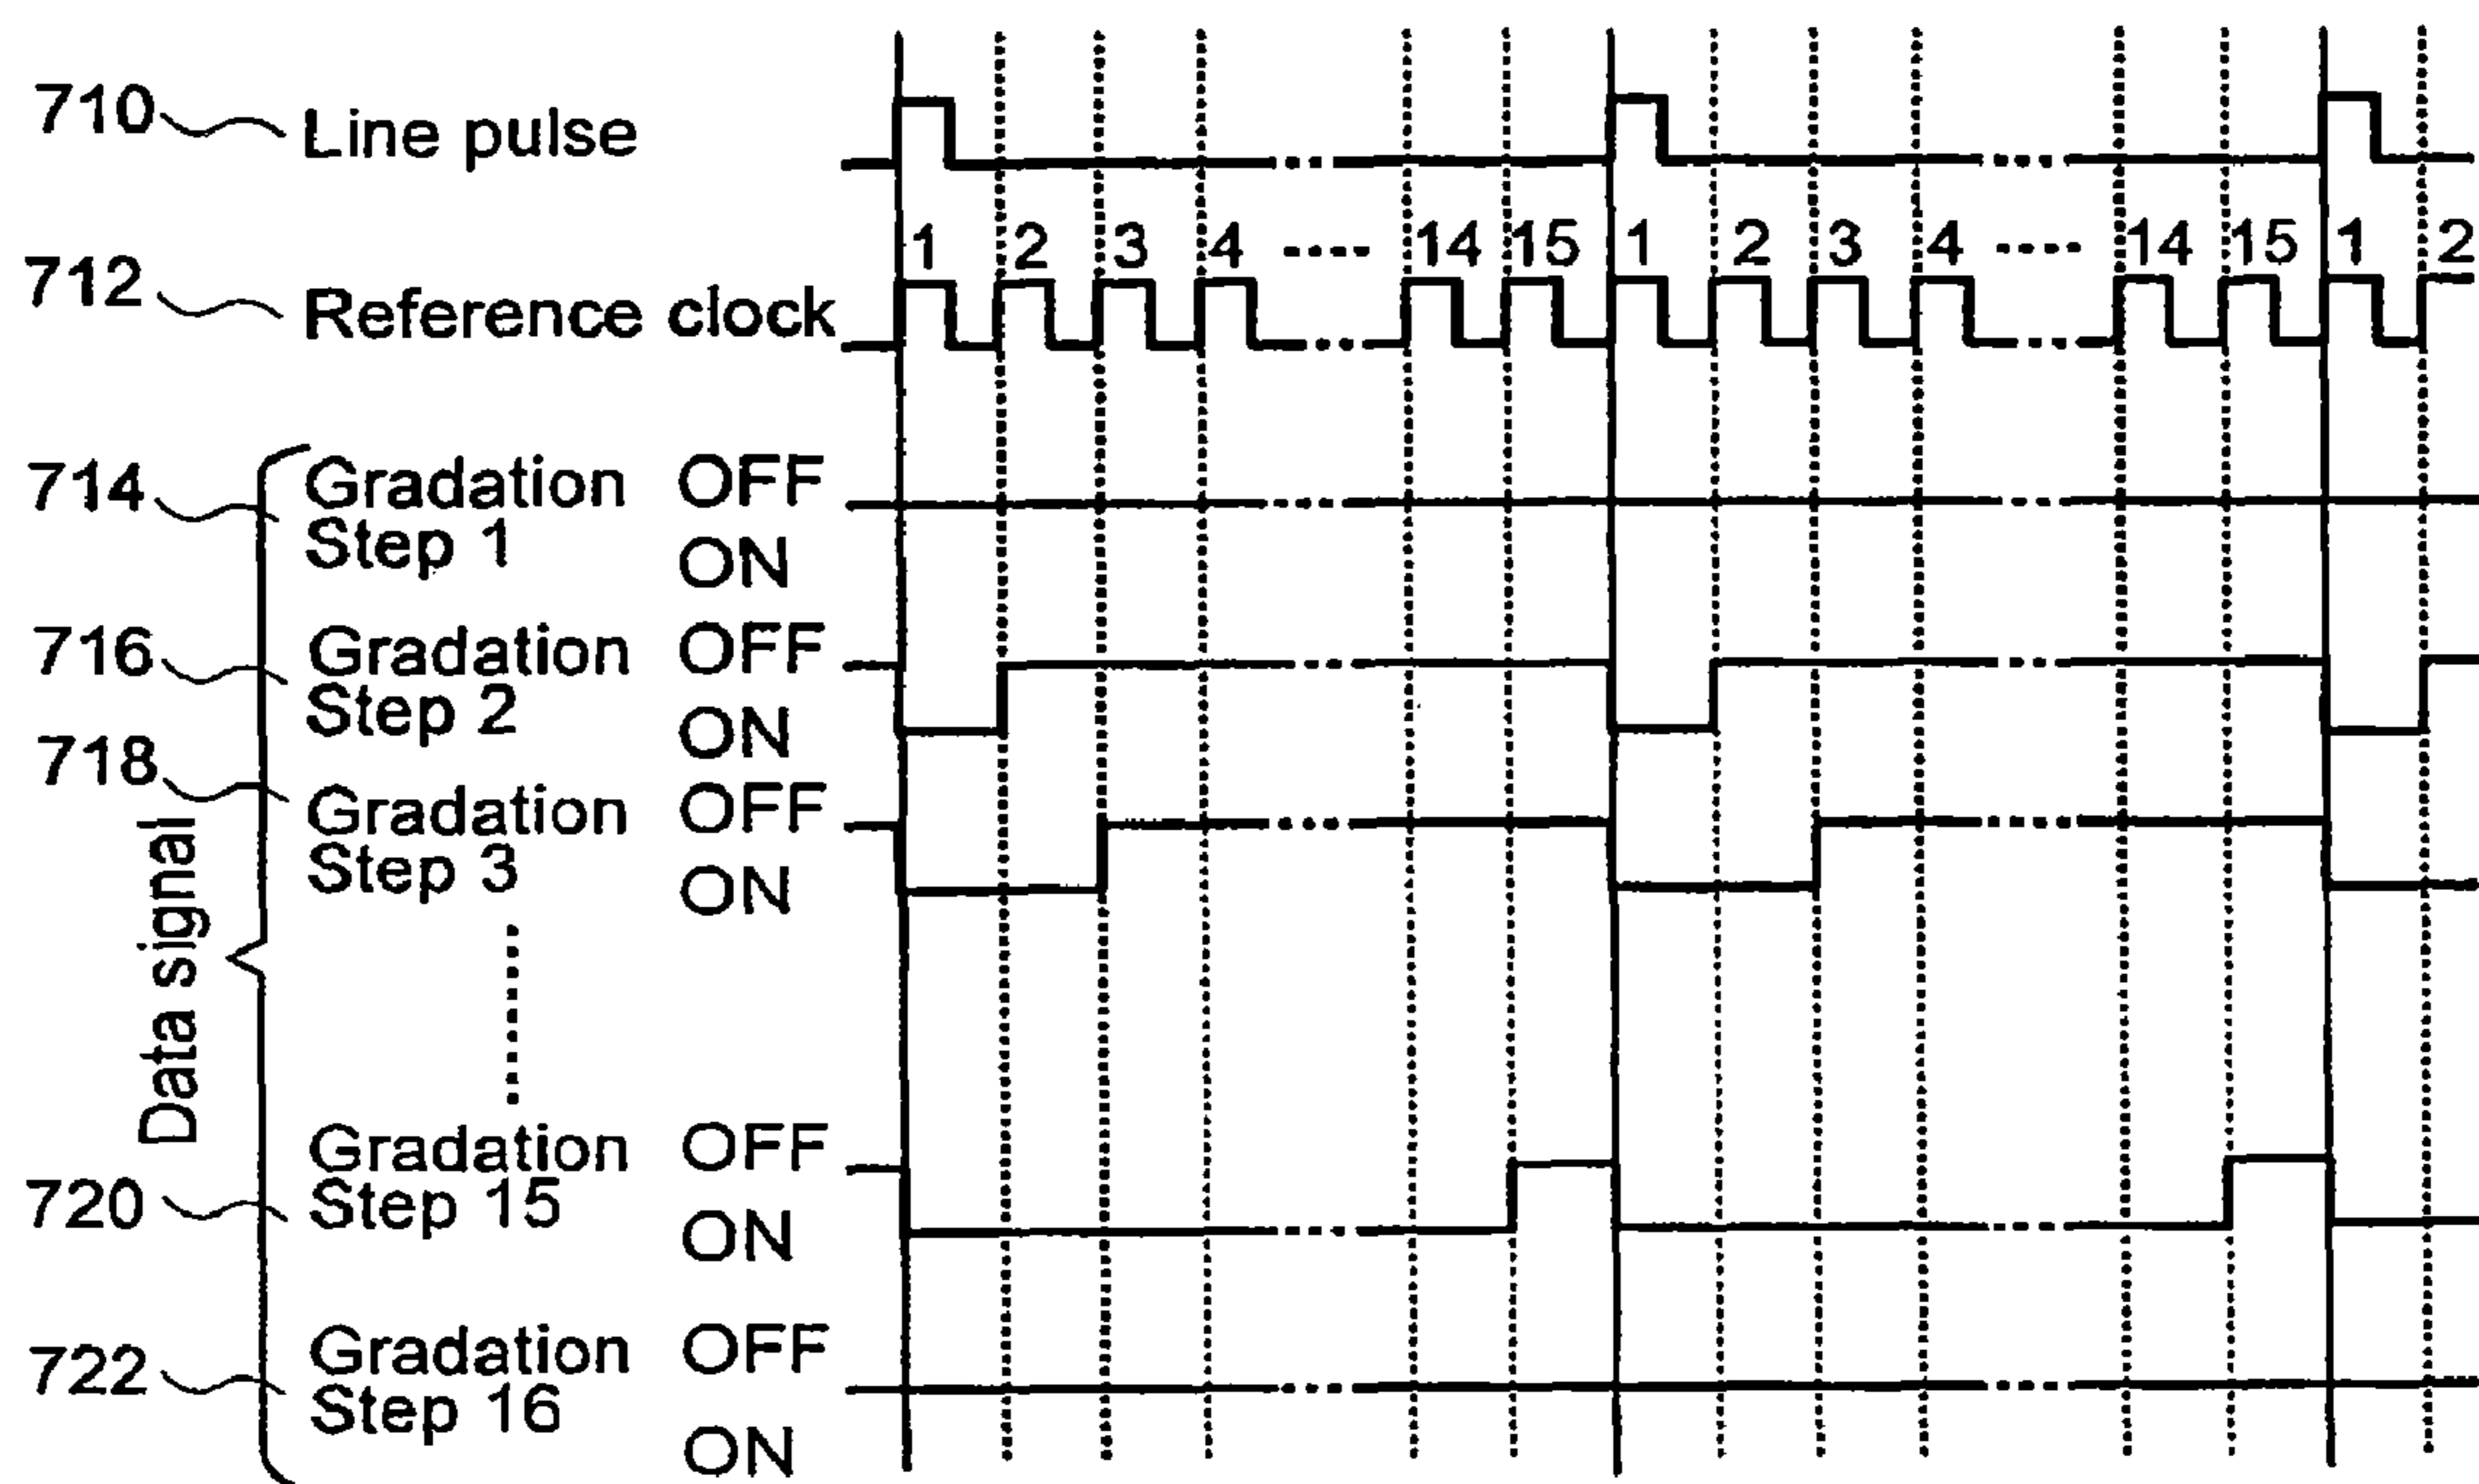 710 Line pulse
1 2 3 4 14 15 1 2 3 4 14 15 1 2
712 Reference clock
714 Gradation Step 1 OFF
ON
716 Gradation Step 2 OFF
ON
718 Gradation Step 3 OFF
ON
Data signal
720 Gradation Step 15 OFF
ON
722 Gradation Step 16 OFF
ON